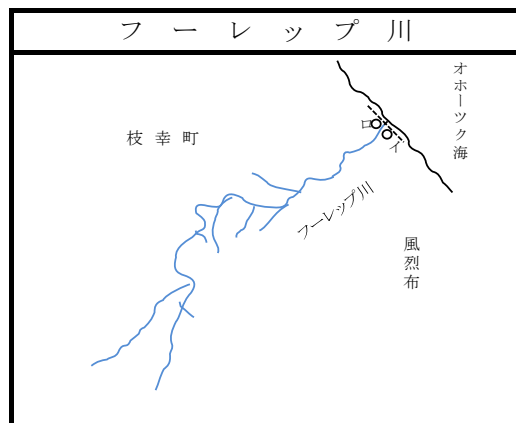 フーレップ川
オホーツク海
枝幸町
ロ
イ
フーレップ川
風烈布